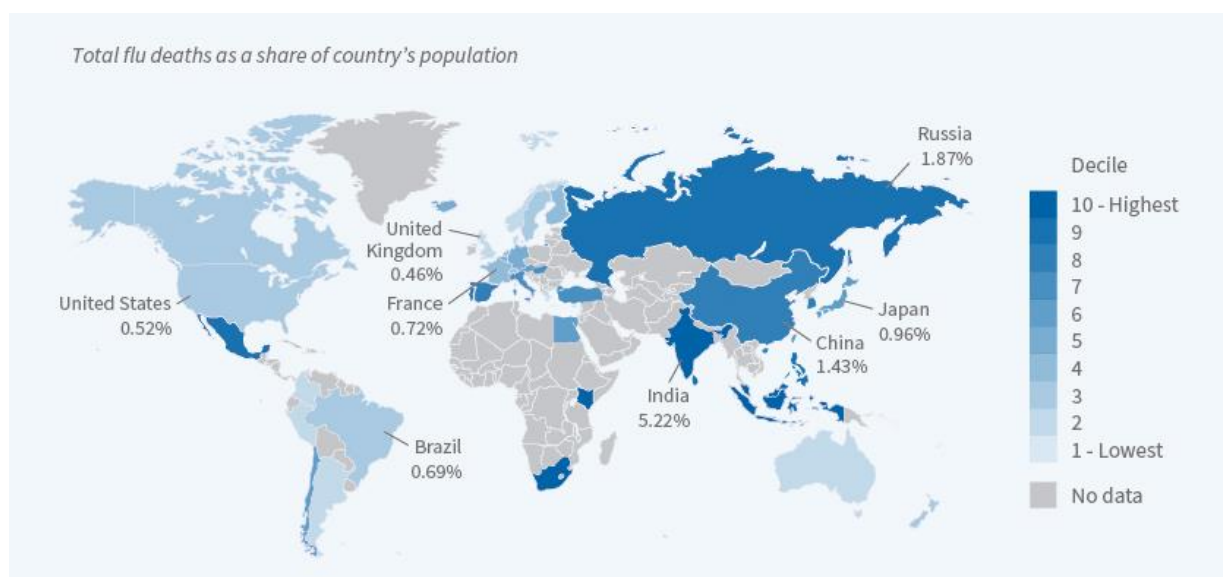 Total flu deaths as a share of country's population
Russia
1.87%
United
Kingdom
0.46%
United States
0.52%
France
0.72%
Japan
0.96%
China
1.43%
India
5.22%
Brazil
0.69%
Decile
10 - Highest
9
8
7
6
5
4
3
2
1 - Lowest
No data